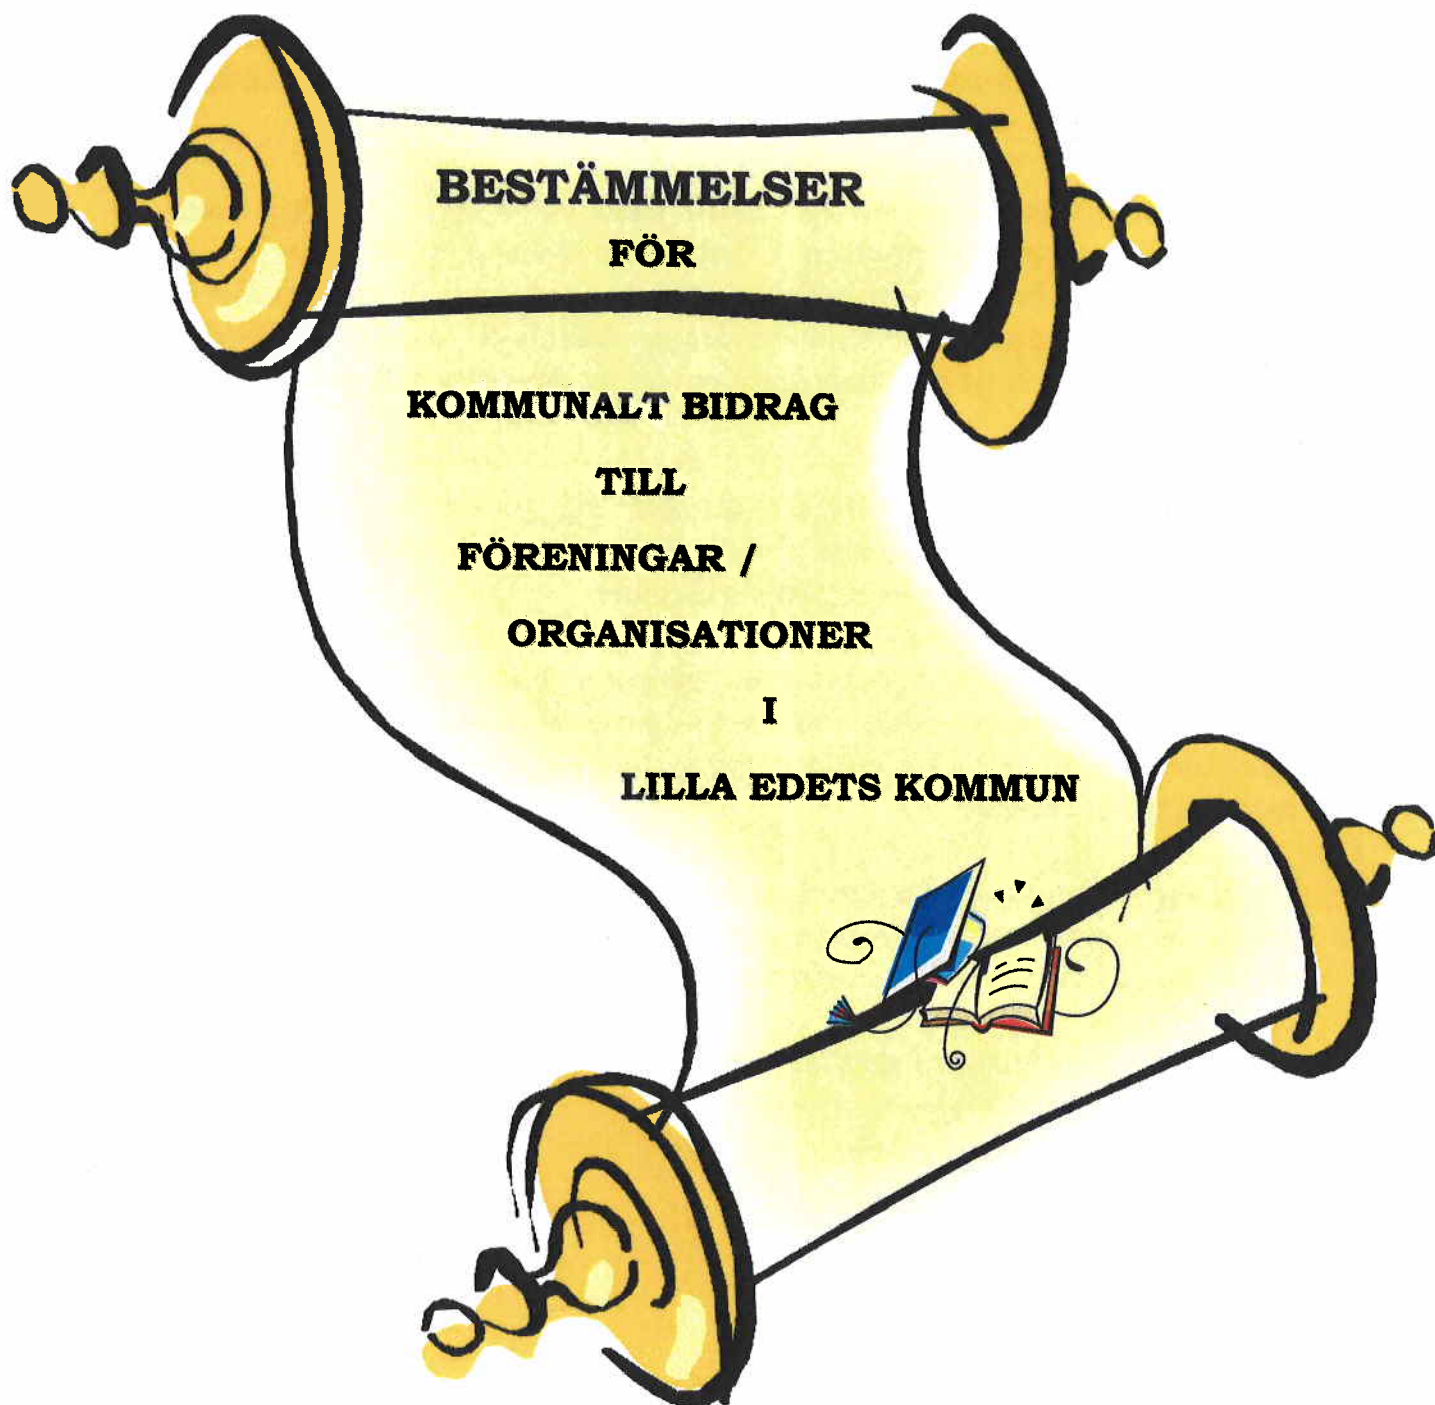 BESTÄMMELSER
FÖR
KOMMUNALT BIDRAG
TILL
FÖRENINGAR /
ORGANISATIONER
I
LILLA EDETS KOMMUN